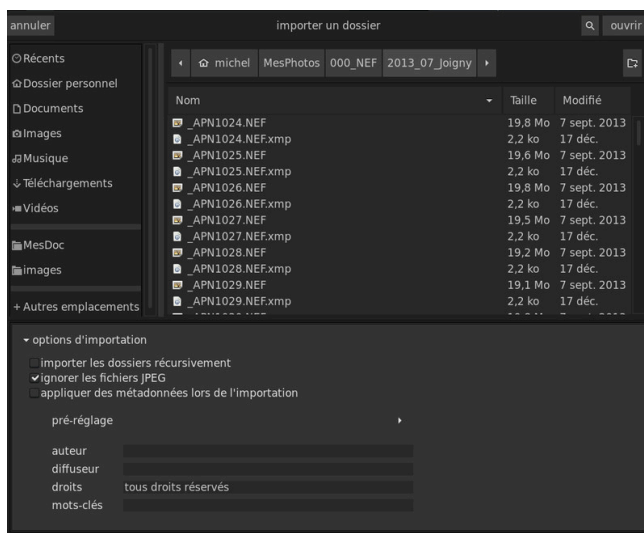 annuler importer un dossier ouvrir
Récents
Dossier personnel
Documents
Images
Musique
Téléchargements
Vidéos
MesDoc
images
+ Autres emplacements
michel MesPhotos 000_NEF 2013_07_Joigny
Nom Taille Modifié
_APN1024.NEF 19,8 Mo 7 sept. 2013
_APN1024.NEF.xmp 2,2 ko 17 déc.
_APN1025.NEF 19,6 Mo 7 sept. 2013
_APN1025.NEF.xmp 2,2 ko 17 déc.
_APN1026.NEF 19,8 Mo 7 sept. 2013
_APN1026.NEF.xmp 2,2 ko 17 déc.
_APN1027.NEF 19,5 Mo 7 sept. 2013
_APN1027.NEF.xmp 2,2 ko 17 déc.
_APN1028.NEF 19,2 Mo 7 sept. 2013
_APN1028.NEF.xmp 2,2 ko 17 déc.
_APN1029.NEF 19,1 Mo 7 sept. 2013
_APN1029.NEF.xmp 2,2 ko 17 déc.
options d'importation
importer les dossiers récursivement
ignorer les fichiers JPEG
appliquer des métadonnées lors de l'importation
pré-réglage
auteur
diffuseur
droits tous droits réservés
mots-clés